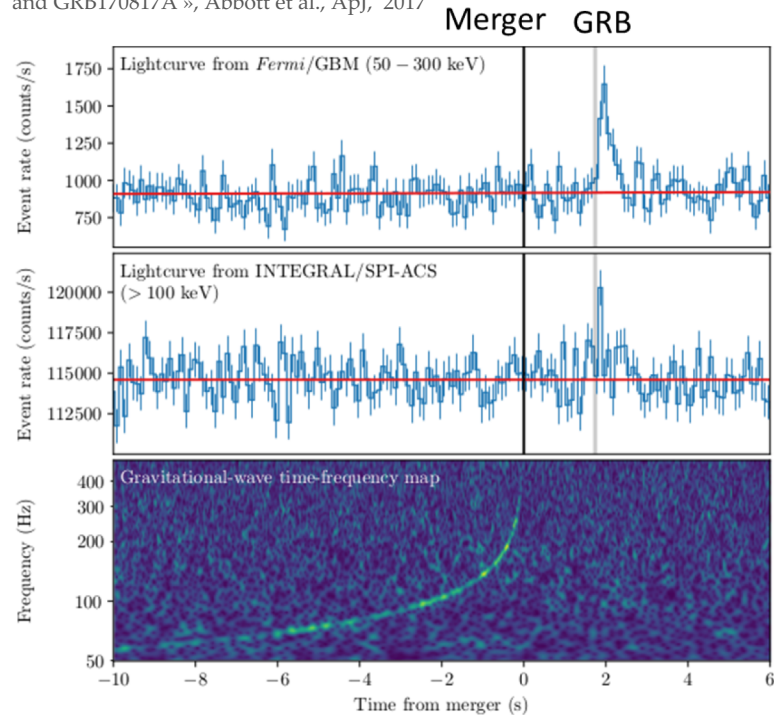 and GRB170817A », Abbott et al., ApJ, 2017
Merger GRB
Lightcurve from Fermi/GBM (50 – 300 keV)
Event rate (counts/s)
1750
1500
1250
1000
750
Lightcurve from INTEGRAL/SPI-ACS
(> 100 keV)
Event rate (counts/s)
120000
117500
115000
112500
Gravitational-wave time-frequency map
Frequency (Hz)
400
300
200
100
50
−10 −8 −6 −4 −2 0 2 4 6
Time from merger (s)